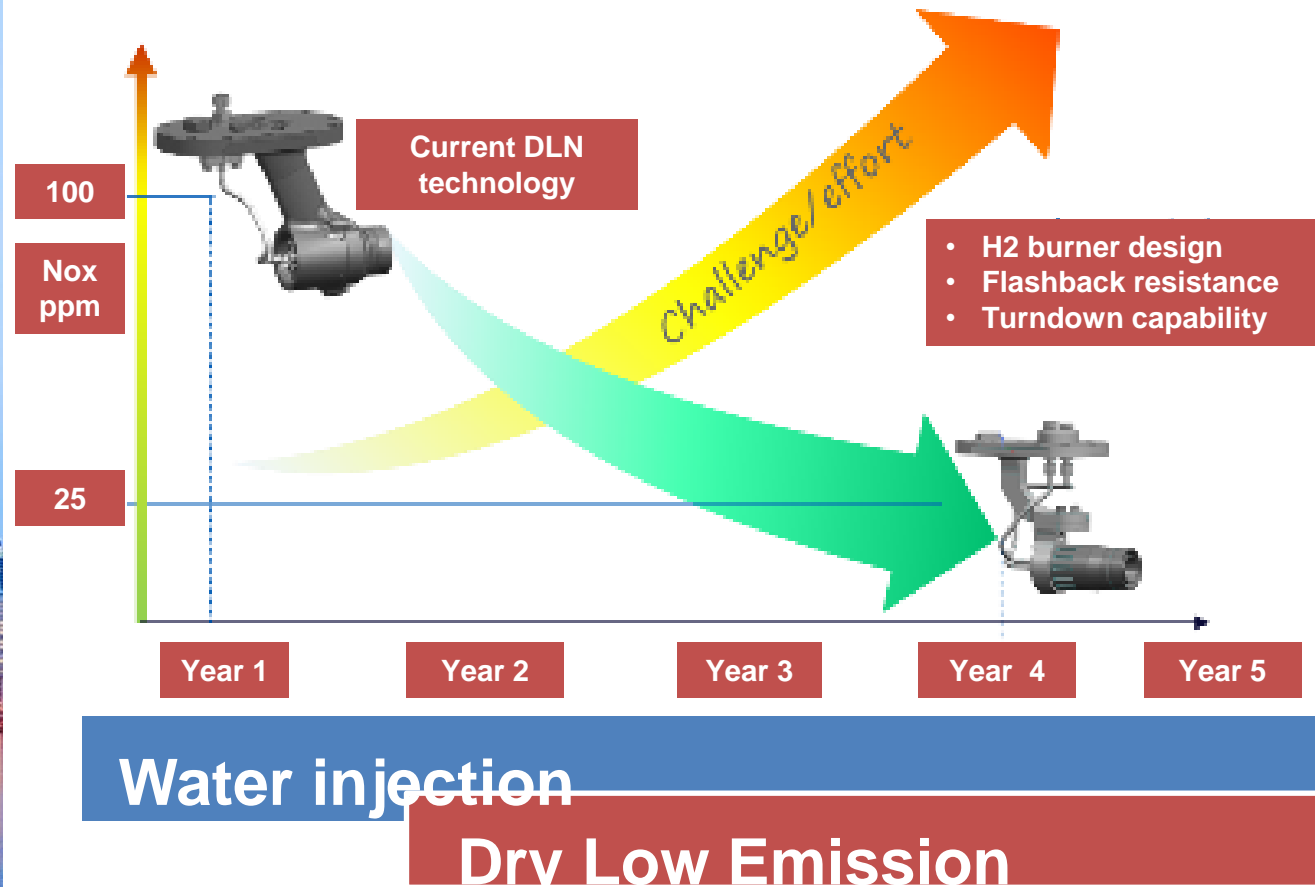 Current DLN
technology
100
Nox
ppm
25
Challenge/effort
• H2 burner design
• Flashback resistance
• Turndown capability
Year 1
Year 2
Year 3
Year 4
Year 5
Water injection
Dry Low Emission